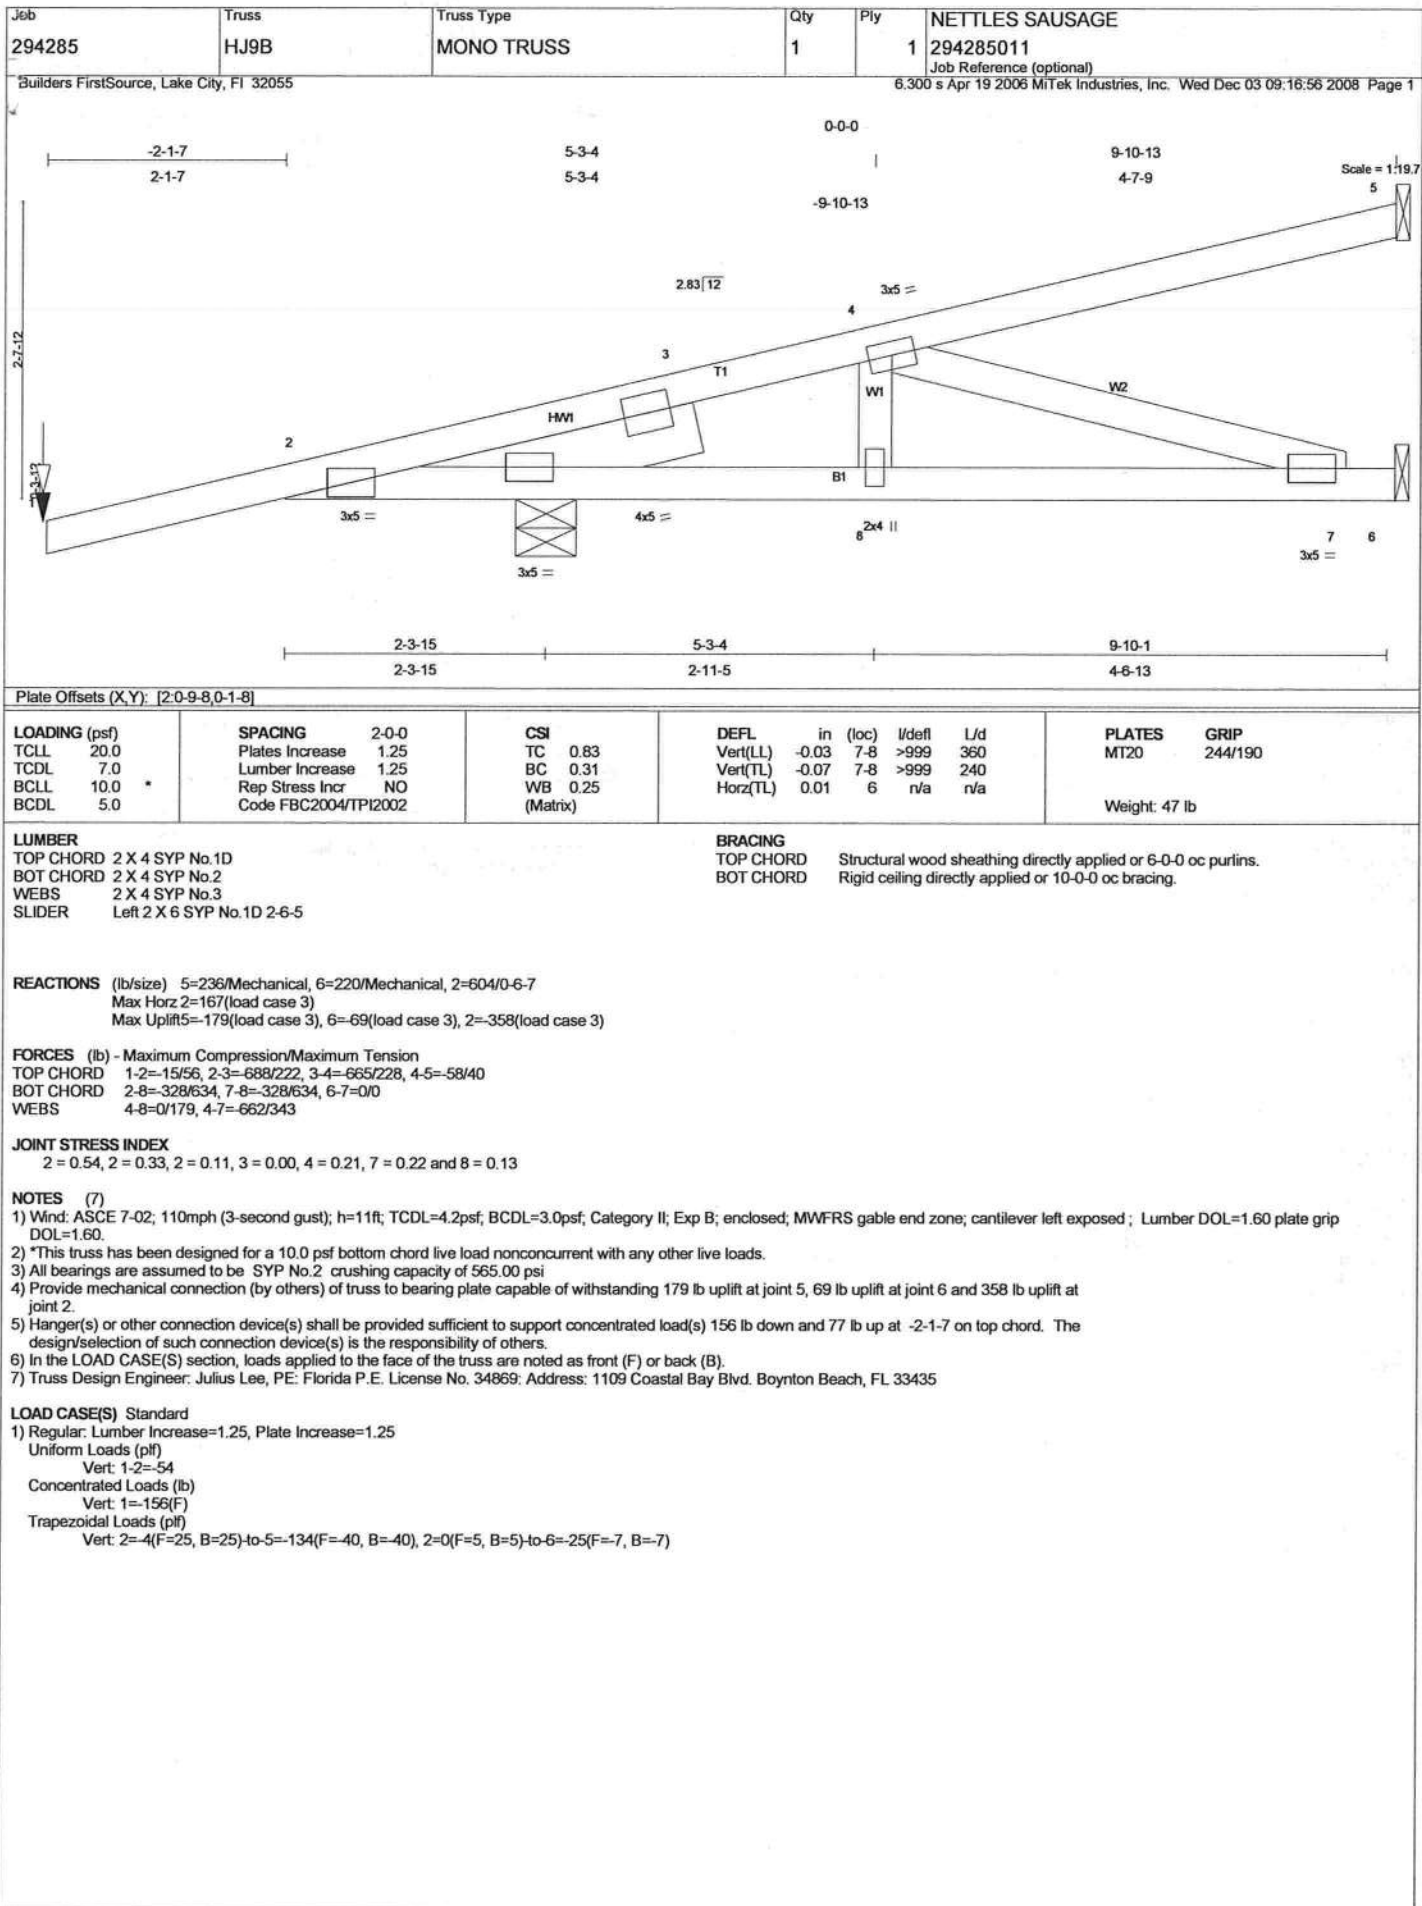 Job Truss Truss Type Qty Ply NETTLES SAUSAGE
294285 HJ9B MONO TRUSS 1 1 294285011
Job Reference (optional)
Builders FirstSource, Lake City, Fl 32055 6.300 s Apr 19 2006 MiTek Industries, Inc. Wed Dec 03 09:16:56 2008 Page 1
0-0-0
-2-1-7 5-3-4 9-10-13
2-1-7 5-3-4 4-7-9
Scale = 1:19.7
5
-9-10-13
2.83 12
3x5 =
4
3
T1
2-7-12
W1
W2
HW1
2
B1
3x5 =
4x5 =
2x4 ||
8
7 6
3x5 =
3x5 =
2-3-15 5-3-4 9-10-1
2-3-15 2-11-5 4-6-13
Plate Offsets (X,Y): [2:0-9-8,0-1-8]
LOADING (psf) SPACING 2-0-0 CSI DEFL in (loc) l/defl L/d PLATES GRIP
TCLL 20.0 Plates Increase 1.25 TC 0.83 Vert(LL) -0.03 7-8 >999 360 MT20 244/190
TCDL 7.0 Lumber Increase 1.25 BC 0.31 Vert(TL) -0.07 7-8 >999 240
BCLL 10.0 * Rep Stress Incr NO WB 0.25 Horz(TL) 0.01 6 n/a n/a
BCDL 5.0 Code FBC2004/TPI2002 (Matrix) Weight: 47 lb
LUMBER BRACING
TOP CHORD 2 X 4 SYP No.1D TOP CHORD Structural wood sheathing directly applied or 6-0-0 oc purlins.
BOT CHORD 2 X 4 SYP No.2 BOT CHORD Rigid ceiling directly applied or 10-0-0 oc bracing.
WEBS 2 X 4 SYP No.3
SLIDER Left 2 X 6 SYP No.1D 2-6-5
REACTIONS (lb/size) 5=236/Mechanical, 6=220/Mechanical, 2=604/0-6-7
Max Horz 2=167(load case 3)
Max Uplift5=-179(load case 3), 6=-69(load case 3), 2=-358(load case 3)
FORCES (lb) - Maximum Compression/Maximum Tension
TOP CHORD 1-2=-15/56, 2-3=-688/222, 3-4=-665/228, 4-5=-58/40
BOT CHORD 2-8=-328/634, 7-8=-328/634, 6-7=0/0
WEBS 4-8=0/179, 4-7=-662/343
JOINT STRESS INDEX
2 = 0.54, 2 = 0.33, 2 = 0.11, 3 = 0.00, 4 = 0.21, 7 = 0.22 and 8 = 0.13
NOTES (7)
1) Wind: ASCE 7-02; 110mph (3-second gust); h=11ft; TCDL=4.2psf; BCDL=3.0psf; Category II; Exp B; enclosed; MWFRS gable end zone; cantilever left exposed ; Lumber DOL=1.60 plate grip
DOL=1.60.
2) *This truss has been designed for a 10.0 psf bottom chord live load nonconcurrent with any other live loads.
3) All bearings are assumed to be SYP No.2 crushing capacity of 565.00 psi
4) Provide mechanical connection (by others) of truss to bearing plate capable of withstanding 179 lb uplift at joint 5, 69 lb uplift at joint 6 and 358 lb uplift at
joint 2.
5) Hanger(s) or other connection device(s) shall be provided sufficient to support concentrated load(s) 156 lb down and 77 lb up at -2-1-7 on top chord. The
design/selection of such connection device(s) is the responsibility of others.
6) In the LOAD CASE(S) section, loads applied to the face of the truss are noted as front (F) or back (B).
7) Truss Design Engineer: Julius Lee, PE: Florida P.E. License No. 34869: Address: 1109 Coastal Bay Blvd. Boynton Beach, FL 33435
LOAD CASE(S) Standard
1) Regular: Lumber Increase=1.25, Plate Increase=1.25
Uniform Loads (plf)
Vert: 1-2=-54
Concentrated Loads (lb)
Vert: 1=-156(F)
Trapezoidal Loads (plf)
Vert: 2=-4(F=25, B=25)-to-5=-134(F=-40, B=-40), 2=0(F=5, B=5)-to-6=-25(F=-7, B=-7)